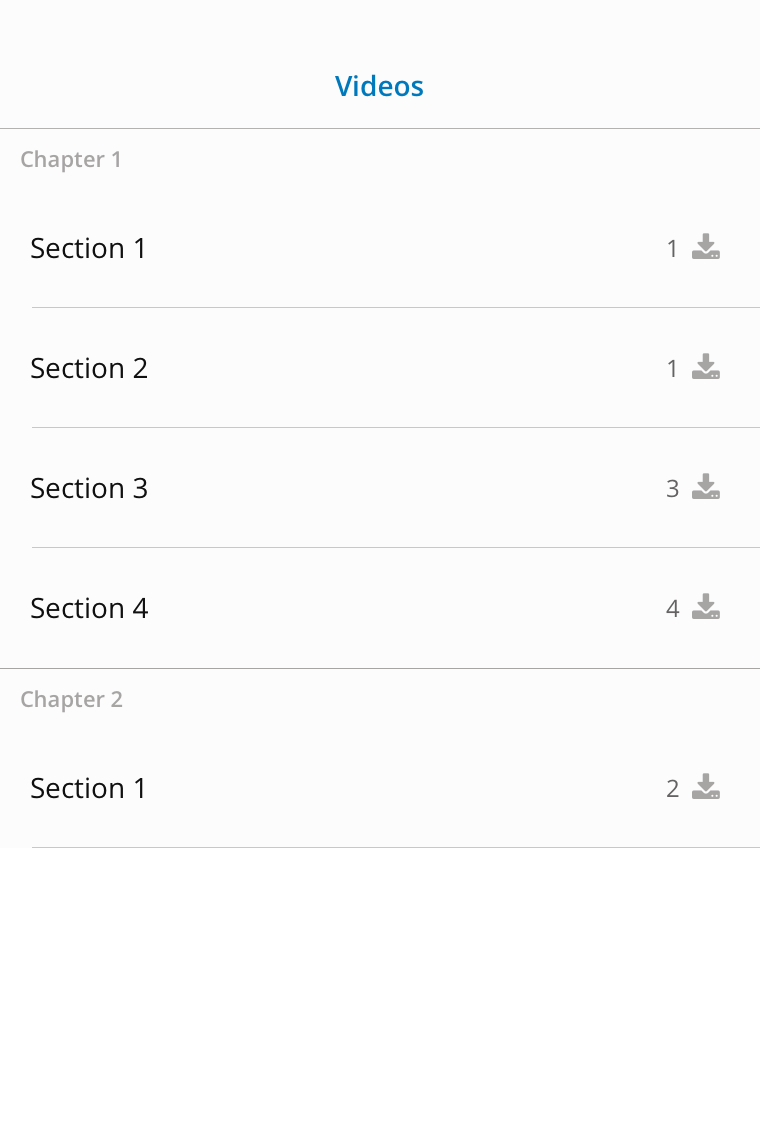 Videos
Chapter 1
Section 1 1
Section 2 1
Section 3 3
Section 4 4
Chapter 2
Section 1 2